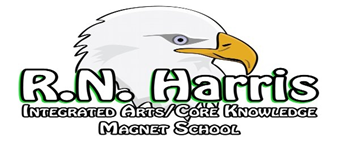 R.N. Harris
Integrated Arts/Core Knowledge
Magnet School